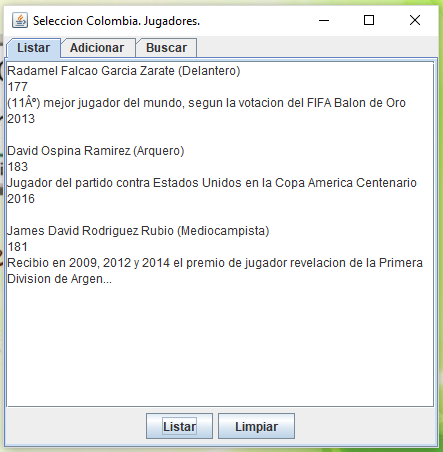 Seleccion Colombia. Jugadores.
Listar Adicionar Buscar
Radamel Falcao Garcia Zarate (Delantero)
177
(11Âº) mejor jugador del mundo, segun la votacion del FIFA Balon de Oro
2013
David Ospina Ramirez (Arquero)
183
Jugador del partido contra Estados Unidos en la Copa America Centenario
2016
James David Rodriguez Rubio (Mediocampista)
181
Recibio en 2009, 2012 y 2014 el premio de jugador revelacion de la Primera
Division de Argen...
Listar Limpiar